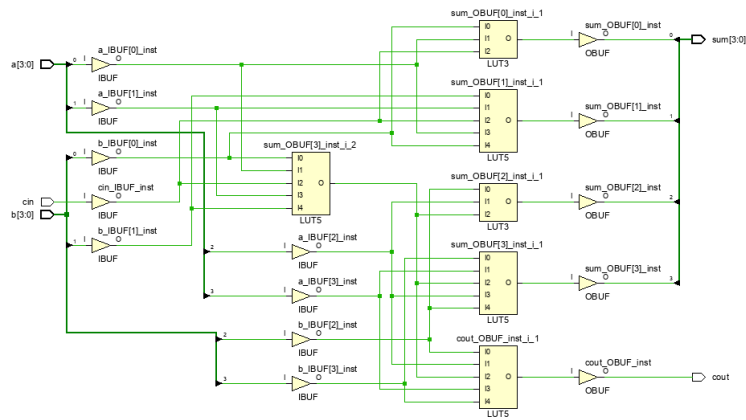 sum_OBUF[0]_inst_i_1
I0
I1
I2
O
LUT3
sum_OBUF[0]_inst
I
O
OBUF
0
sum[3:0]
a[3:0]
0
I
a_IBUF[0]_inst
O
IBUF
1
I
a_IBUF[1]_inst
O
IBUF
sum_OBUF[1]_inst_i_1
I0
I1
I2
I3
I4
O
LUT5
sum_OBUF[1]_inst
I
O
OBUF
1
0
I
b_IBUF[0]_inst
O
IBUF
cin
I
cin_IBUF_inst
O
IBUF
b[3:0]
1
I
b_IBUF[1]_inst
O
IBUF
sum_OBUF[3]_inst_i_2
I0
I1
I2
I3
I4
O
LUT5
sum_OBUF[2]_inst_i_1
I0
I1
I2
O
LUT3
sum_OBUF[2]_inst
I
O
OBUF
2
2
I
a_IBUF[2]_inst
O
IBUF
3
I
a_IBUF[3]_inst
O
IBUF
sum_OBUF[3]_inst_i_1
I0
I1
I2
I3
I4
O
LUT5
sum_OBUF[3]_inst
I
O
OBUF
3
2
I
b_IBUF[2]_inst
O
IBUF
3
I
b_IBUF[3]_inst
O
IBUF
cout_OBUF_inst_i_1
I0
I1
I2
I3
I4
O
LUT5
cout_OBUF_inst
I
O
OBUF
cout